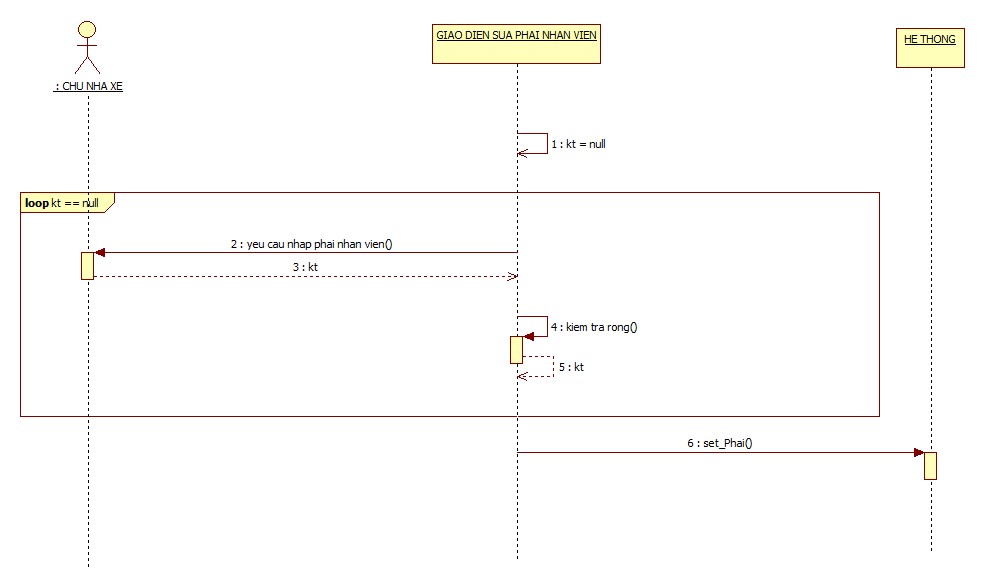 GIAO DIEN SUA PHAI NHAN VIEN
HE THONG
: CHU NHA XE
1 : kt = null
loop kt == null
2 : yeu cau nhap phai nhan vien()
3 : kt
4 : kiem tra rong()
5 : kt
6 : set_Phai()